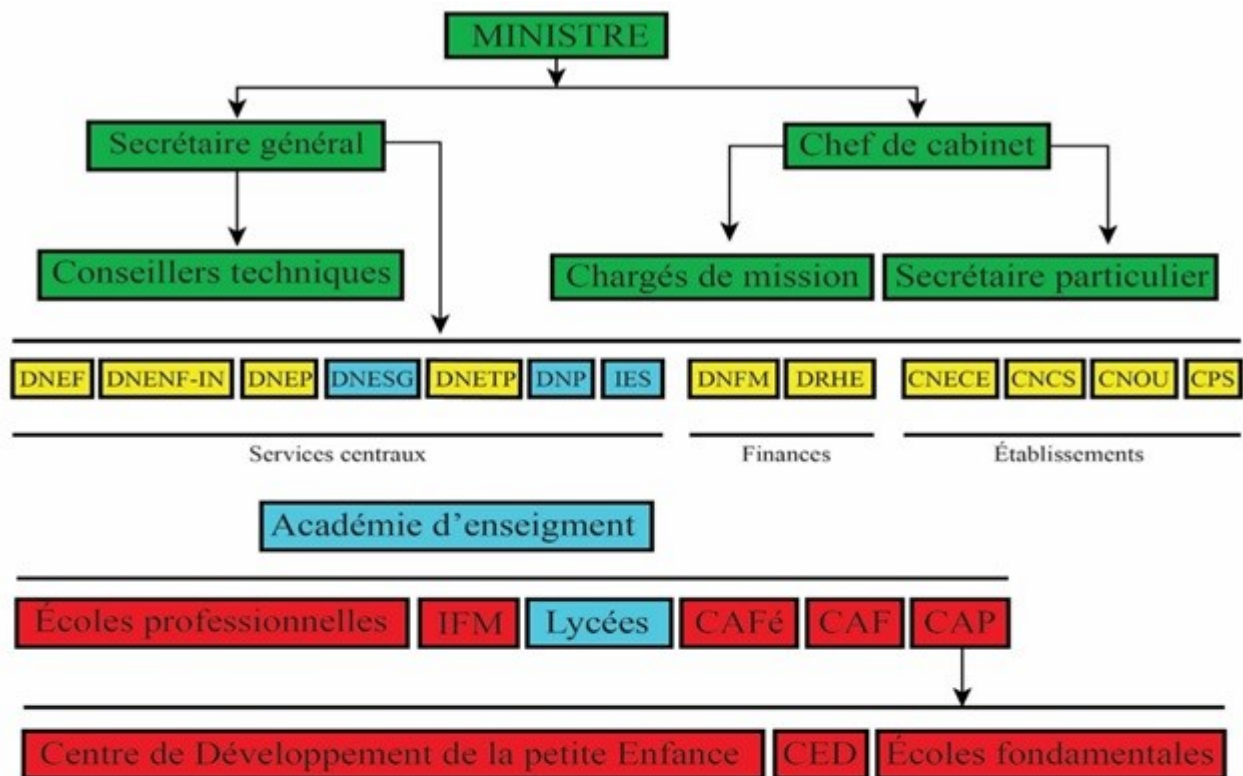 MINISTRE
Secrétaire général
Chef de cabinet
Conseillers techniques
Chargés de mission
Secrétaire particulier
DNEF
DNENF-IN
DNEP
DNESG
DNETP
DNP
IES
DNFM
DRHE
CNECE
CNCS
CNOU
CPS
Services centraux
Finances
Établissements
Académie d'enseigment
Écoles professionnelles
IFM
Lycées
CAFé
CAF
CAP
Centre de Développement de la petite Enfance
CED
Écoles fondamentales